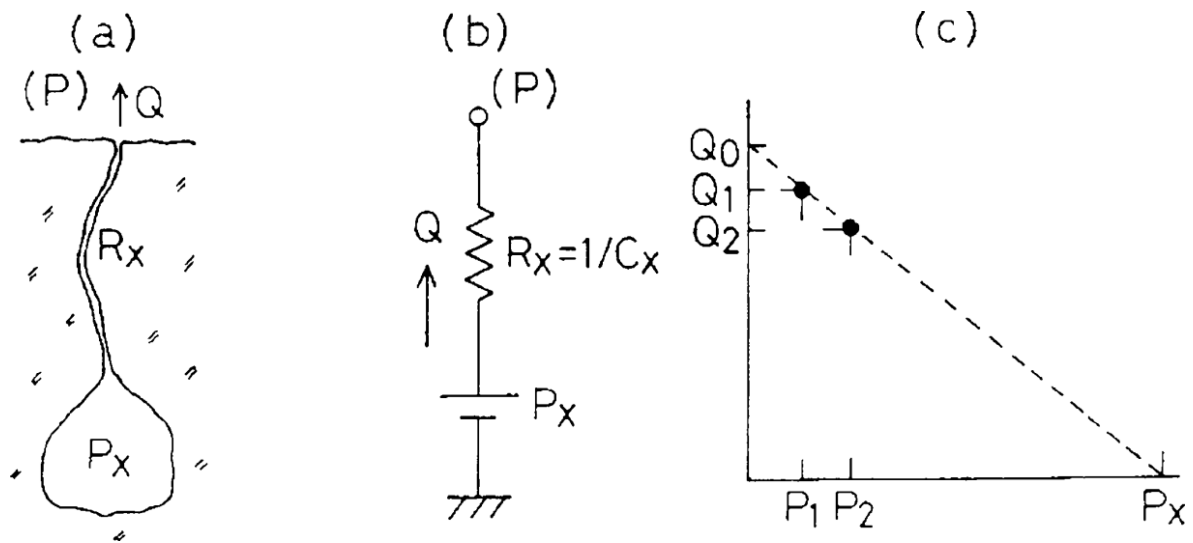 (a)
(P) Q
Rx
Px
(b)
(P)
Q
Rx=1/Cx
Px
(c)
Q0
Q1
Q2
P1 P2 Px